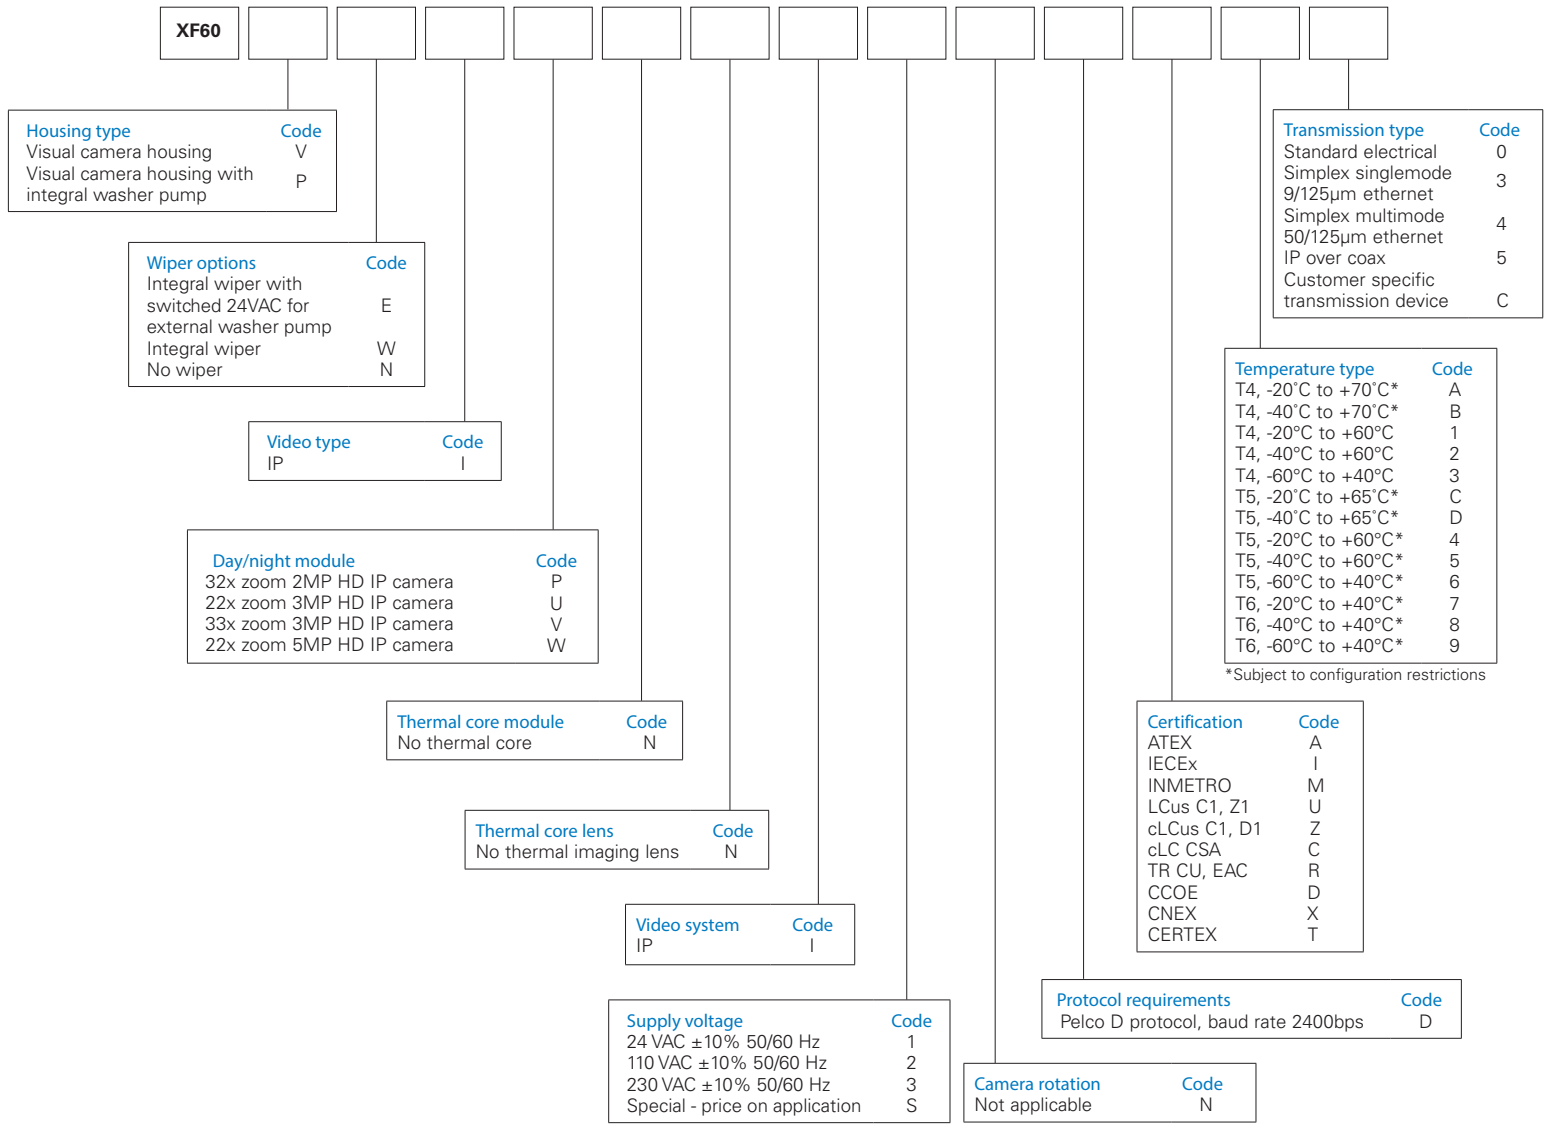 XF60
Housing type Code
Visual camera housing V
Visual camera housing with
integral washer pump P
Wiper options Code
Integral wiper with
switched 24VAC for E
external washer pump
Integral wiper W
No wiper N
Video type Code
IP I
Day/night module Code
32x zoom 2MP HD IP camera P
22x zoom 3MP HD IP camera U
33x zoom 3MP HD IP camera V
22x zoom 5MP HD IP camera W
Thermal core module Code
No thermal core N
Thermal core lens Code
No thermal imaging lens N
Video system Code
IP I
Supply voltage Code
24 VAC ±10% 50/60 Hz 1
110 VAC ±10% 50/60 Hz 2
230 VAC ±10% 50/60 Hz 3
Special - price on application S
Camera rotation Code
Not applicable N
Protocol requirements Code
Pelco D protocol, baud rate 2400bps D
Certification Code
ATEX A
IECEx I
INMETRO M
LCus C1, Z1 U
cLCus C1, D1 Z
cLC CSA C
TR CU, EAC R
CCOE D
CNEX X
CERTEX T
Temperature type Code
T4, -20˚C to +70˚C* A
T4, -40˚C to +70˚C* B
T4, -20°C to +60°C 1
T4, -40°C to +60°C 2
T4, -60°C to +40°C 3
T5, -20˚C to +65˚C* C
T5, -40˚C to +65˚C* D
T5, -20°C to +60°C* 4
T5, -40°C to +60°C* 5
T5, -60°C to +40°C* 6
T6, -20°C to +40°C* 7
T6, -40°C to +40°C* 8
T6, -60°C to +40°C* 9
*Subject to configuration restrictions
Transmission type Code
Standard electrical 0
Simplex singlemode
9/125µm ethernet 3
Simplex multimode
50/125µm ethernet 4
IP over coax 5
Customer specific
transmission device C